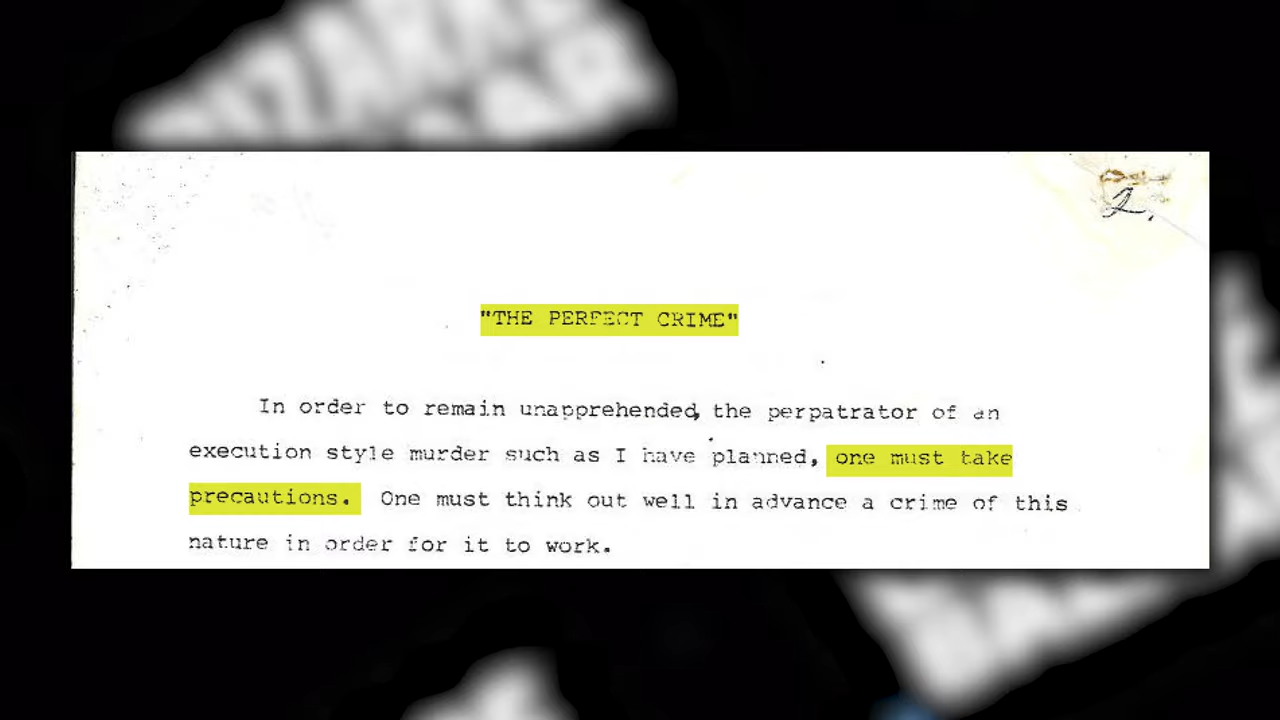 2.
"THE PERFECT CRIME"
In order to remain unapprehended, the perpatrator of an
execution style murder such as I have planned, one must take
precautions. One must think out well in advance a crime of this
nature in order for it to work.